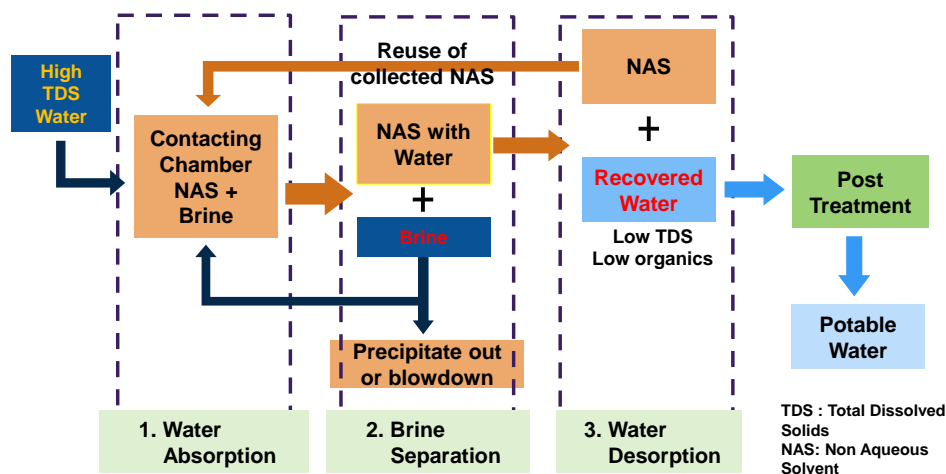 High
TDS
Water
Reuse of
collected NAS
Contacting
Chamber
NAS +
Brine
NAS with
Water
+
Brine
Precipitate out
or blowdown
NAS
+
Recovered
Water
Low TDS
Low organics
Post
Treatment
Potable
Water
1. Water
Absorption
2. Brine
Separation
3. Water
Desorption
TDS : Total Dissolved
Solids
NAS: Non Aqueous
Solvent